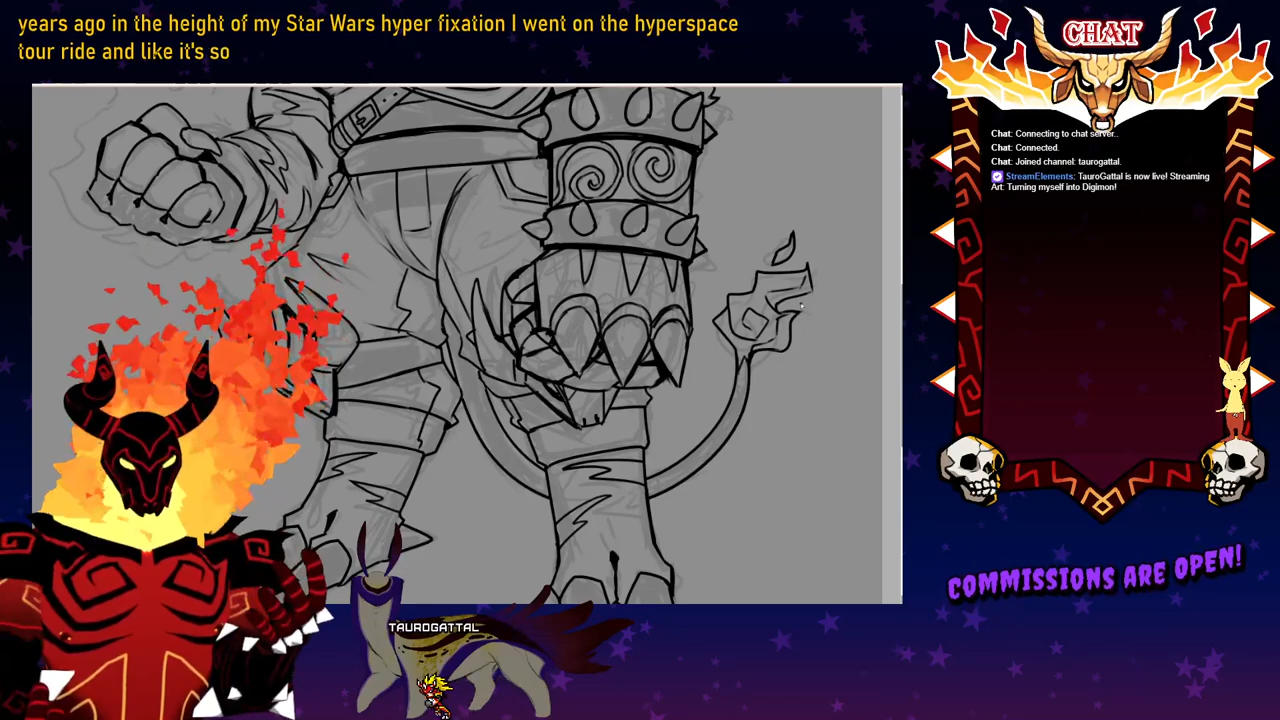 years ago in the height of my Star Wars hyper fixation I went on the hyperspace
tour ride and like it's so
CHAT
Chat: Connecting to chat server..
Chat: Connected.
Chat: Joined channel: taurogattal.
StreamElements: TauroGattal is now live! Streaming
Art: Turning myself into Digimon!
COMMISSIONS ARE OPEN!
TAUROGATTAL